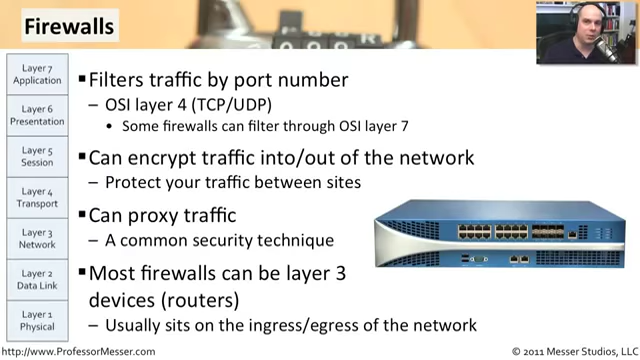 Firewalls
Layer 7
Application
Layer 6
Presentation
Layer 5
Session
Layer 4
Transport
Layer 3
Network
Layer 2
Data Link
Layer 1
Physical
▪Filters traffic by port number
– OSI layer 4 (TCP/UDP)
• Some firewalls can filter through OSI layer 7
▪Can encrypt traffic into/out of the network
– Protect your traffic between sites
▪Can proxy traffic
– A common security technique
▪Most firewalls can be layer 3
devices (routers)
– Usually sits on the ingress/egress of the network
http://www.ProfessorMesser.com
© 2011 Messer Studios, LLC